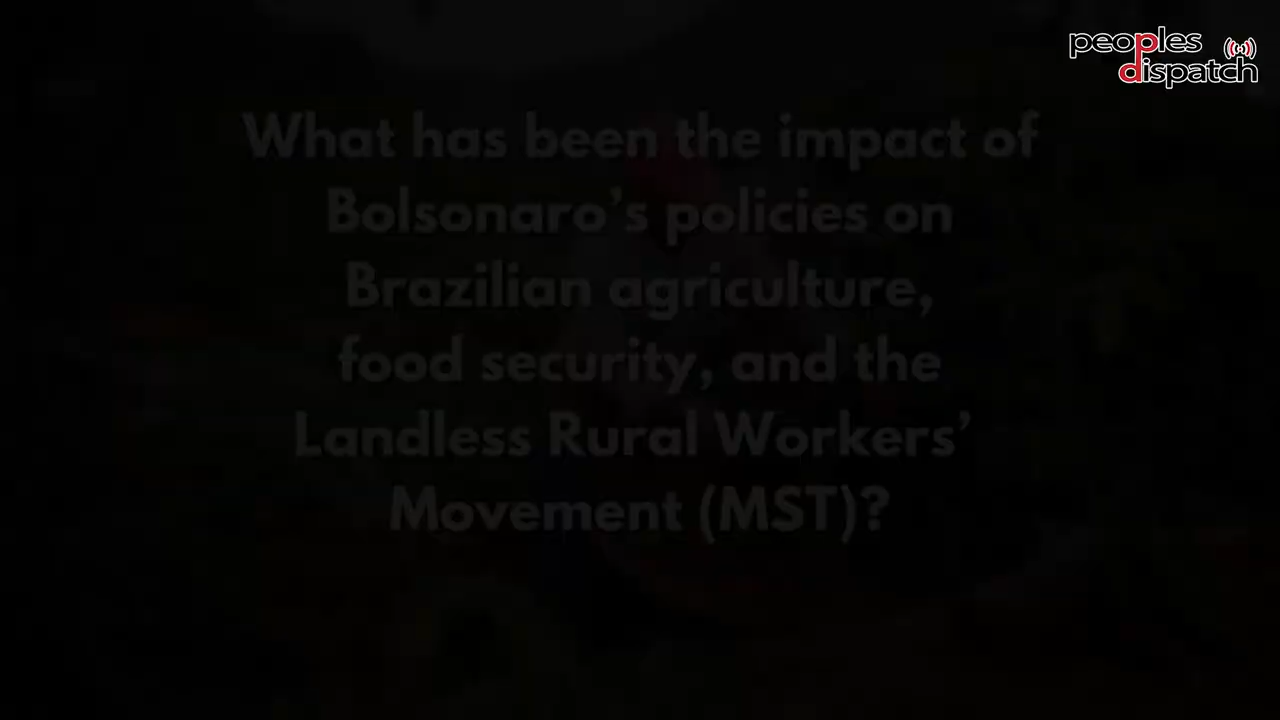 peoples
dispatch
What has been the impact of
Bolsonaro’s policies on
Brazilian agriculture,
food security, and the
Landless Rural Workers’
Movement (MST)?